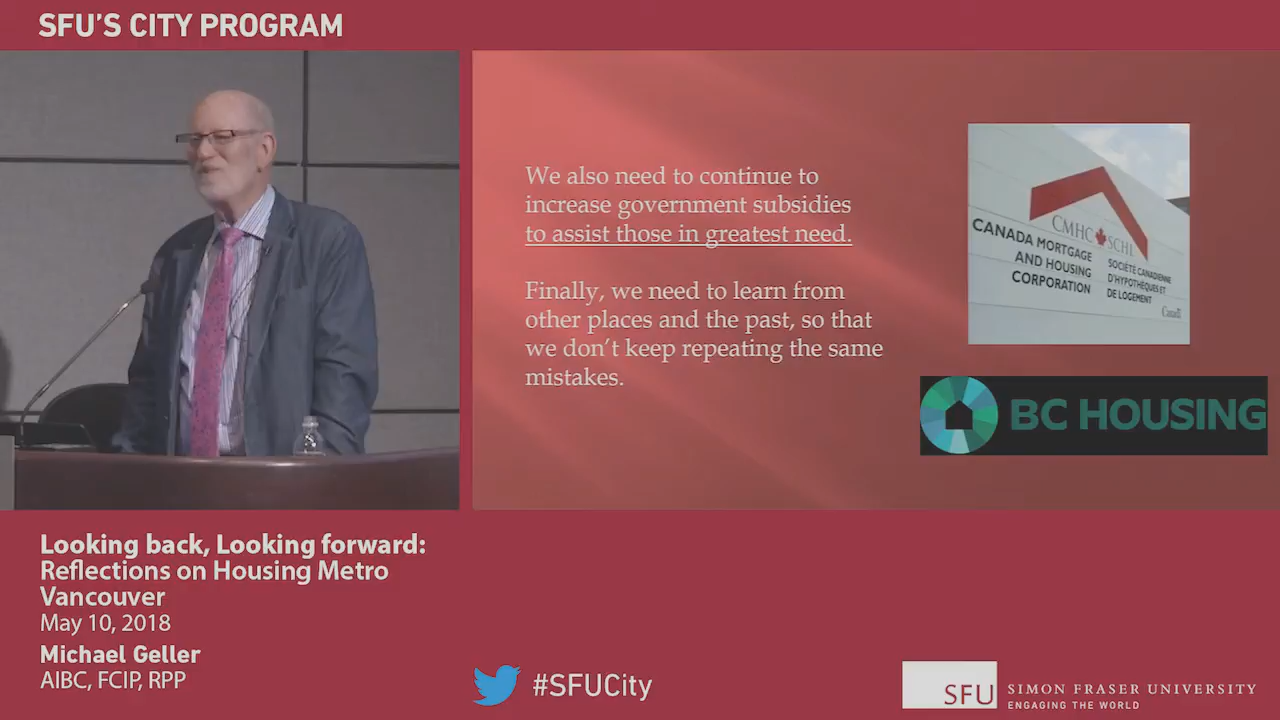 SFU'S CITY PROGRAM
We also need to continue to
increase government subsidies
to assist those in greatest need.
Finally, we need to learn from
other places and the past, so that
we don't keep repeating the same
mistakes.
CMHC SCHL
CANADA MORTGAGE
AND HOUSING
CORPORATION
SOCIÉTÉ CANADIENNE
D'HYPOTHÈQUES ET
DE LOGEMENT
Canada
BC HOUSING
Looking back, Looking forward:
Reflections on Housing Metro
Vancouver
May 10, 2018
Michael Geller
AIBC, FCIP, RPP
#SFUCity
SFU
SIMON FRASER UNIVERSITY
ENGAGING THE WORLD